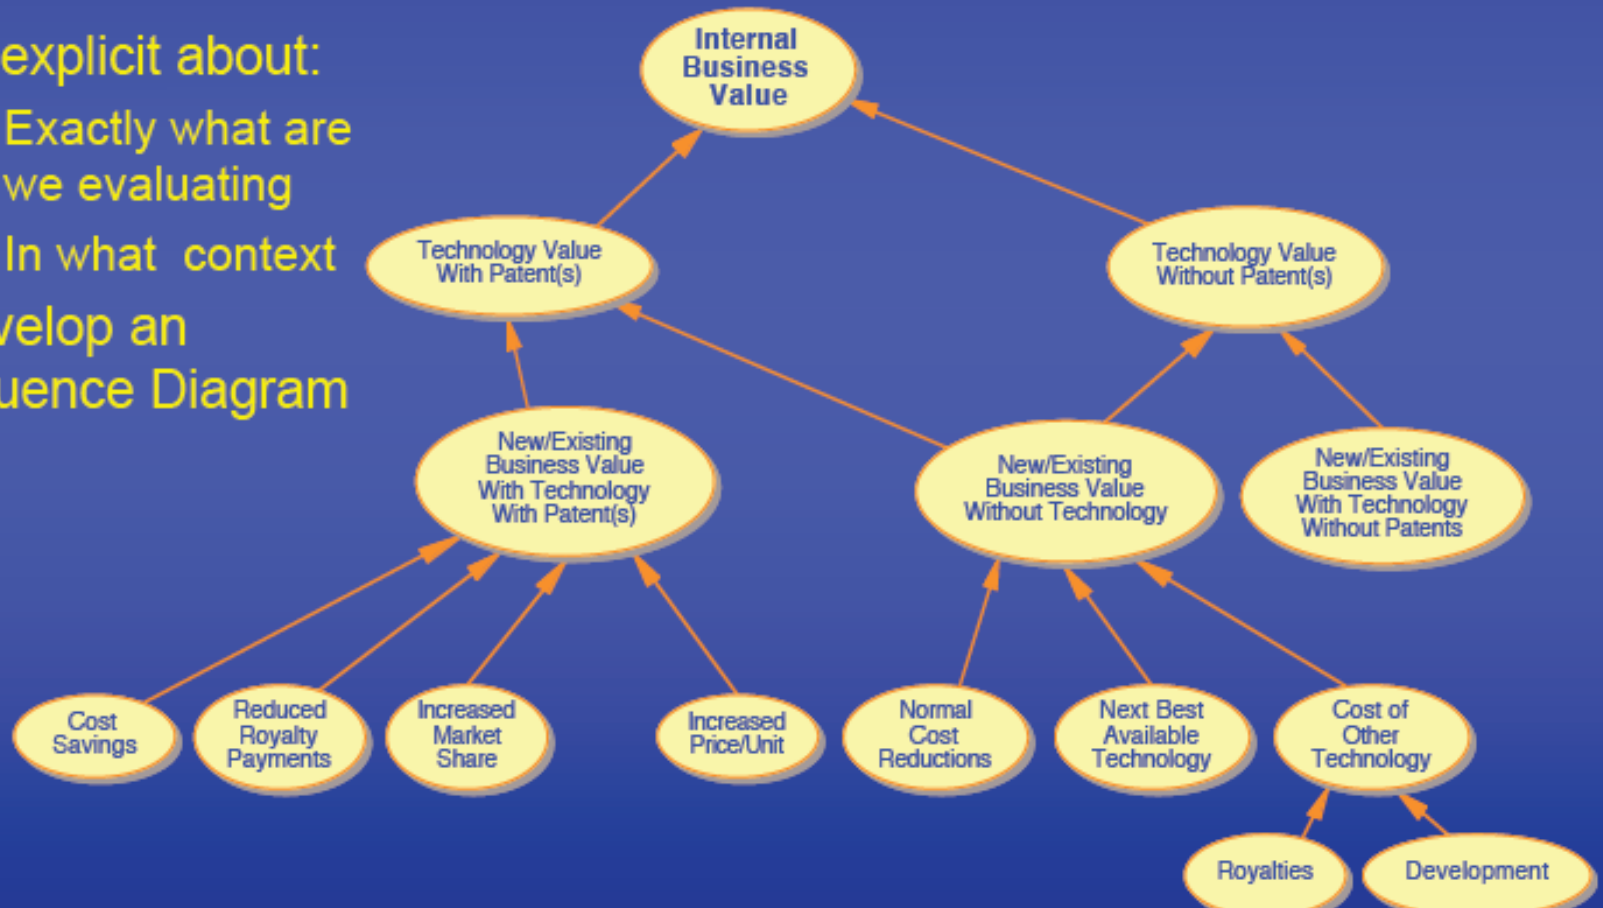 explicit about:
Exactly what are
we evaluating
In what context
velop an
uence Diagram
Internal
Business
Value
Technology Value
With Patent(s)
Technology Value
Without Patent(s)
New/Existing
Business Value
With Technology
With Patent(s)
New/Existing
Business Value
Without Technology
New/Existing
Business Value
With Technology
Without Patents
Cost
Savings
Reduced
Royalty
Payments
Increased
Market
Share
Increased
Price/Unit
Normal
Cost
Reductions
Next Best
Available
Technology
Cost of
Other
Technology
Royalties
Development